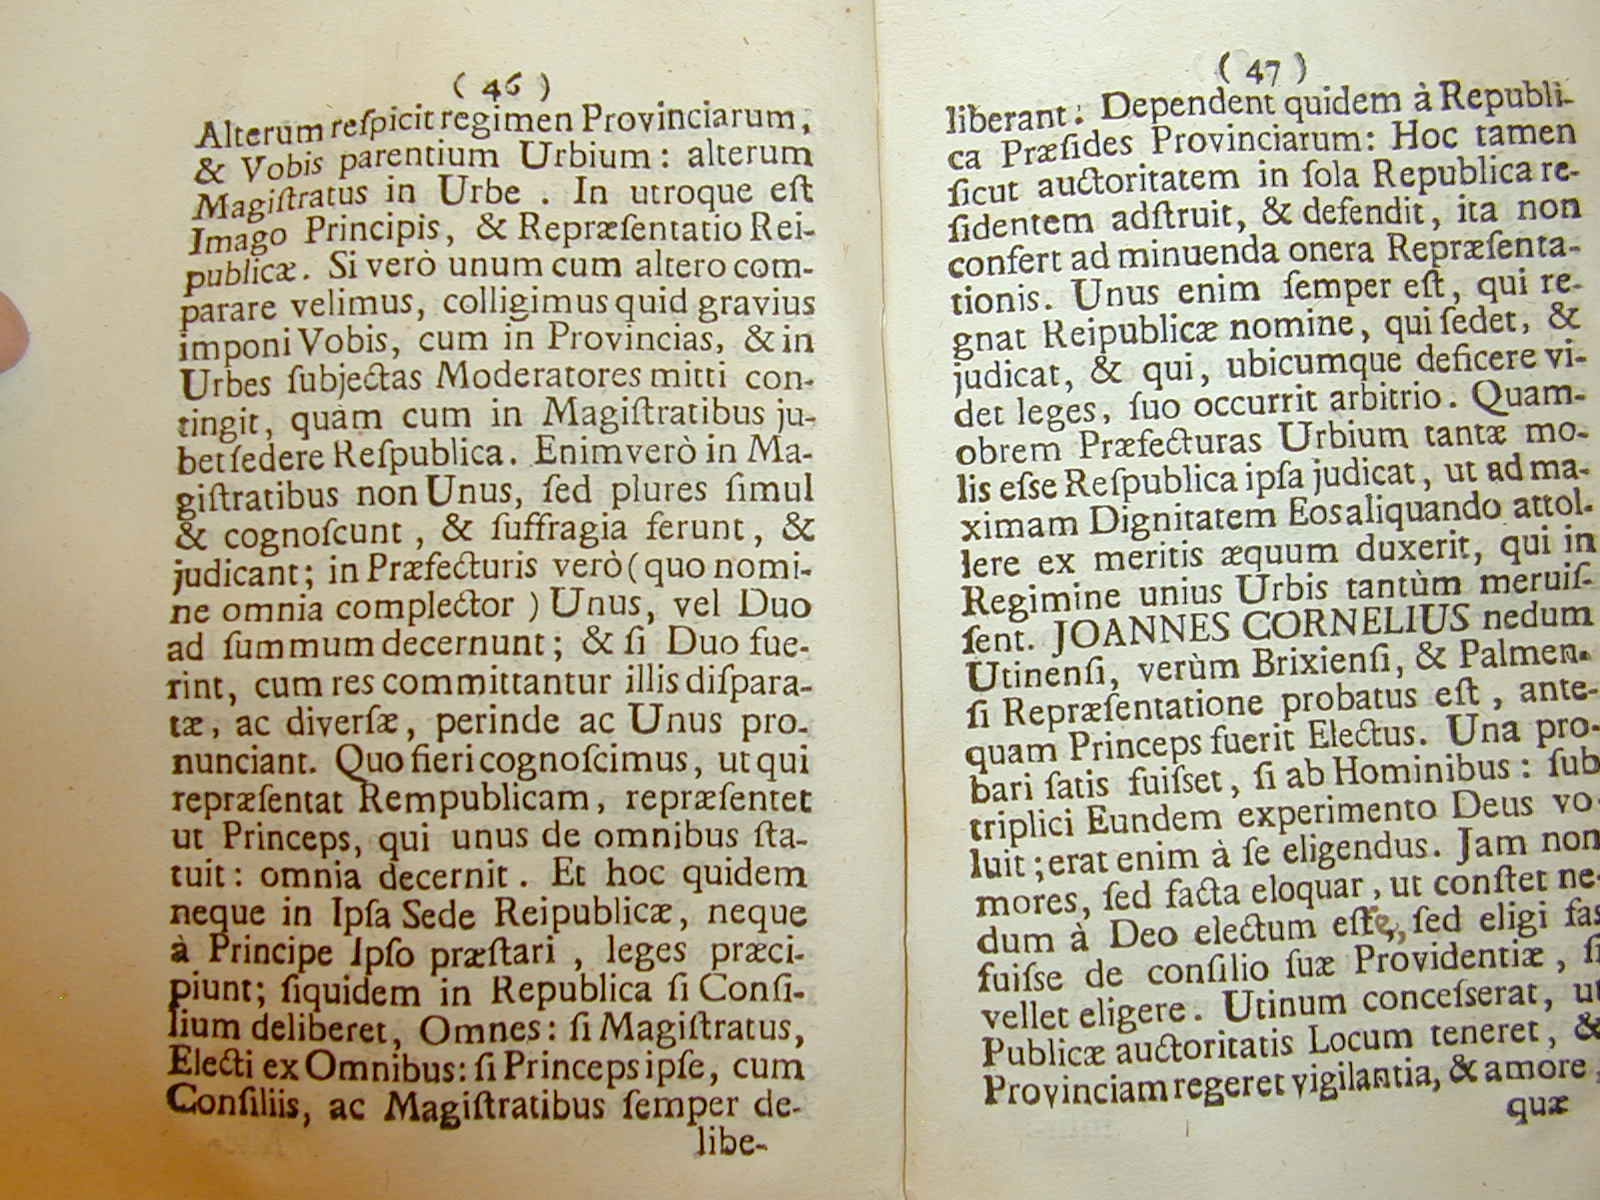 ( 46 )
Alterum reſpicit regimen Provinciarum,
& Vobis parentium Urbium : alterum
Magiſtratus in Urbe . In utroque eſt
Imago Principis, & Repræſentatio Rei-
publicæ. Si verò unum cum altero com-
parare velimus, colligimus quid gravius
imponi Vobis, cum in Provincias, & in
Urbes ſubjectas Moderatores mitti con-
tingit, quàm cum in Magiſtratibus ju-
bet ſedere Reſpublica. Enimverò in Ma-
giſtratibus non Unus, ſed plures ſimul
& cognoſcunt , & ſuffragia ferunt, &
judicant; in Præfecturis verò ( quo nomi-
ne omnia complector ) Unus, vel Duo
ad ſummum decernunt; & ſi Duo fue-
rint, cum res committantur illis diſpara-
tæ, ac diverſæ, perinde ac Unus pro-
nunciant. Quo fieri cognoſcimus, ut qui
repræſentat Rempublicam, repræſentet
ut Princeps, qui unus de omnibus ſta-
tuit: omnia decernit. Et hoc quidem
neque in Ipſa Sede Reipublicæ, neque
à Principe Ipſo præſtari , leges præci-
piunt; ſiquidem in Republica ſi Conſi-
lium deliberet, Omnes: ſi Magiſtratus,
Electi ex Omnibus: ſi Princeps ipſe, cum
Conſiliis, ac Magiſtratibus ſemper de-
libe-
( 47 )
liberant. Dependent quidem à Republi-
ca Præſides Provinciarum: Hoc tamen
ſicut auctoritatem in ſola Republica re-
ſidentem adſtruit, & defendit, ita non
confert ad minuenda onera Repræſenta-
tionis. Unus enim ſemper eſt, qui re-
gnat Reipublicæ nomine, qui ſedet, &
judicat, & qui, ubicumque deficere vi-
det leges, ſuo occurrit arbitrio. Quam-
obrem Præfecturas Urbium tantæ mo-
lis eſse Reſpublica ipſa judicat, ut ad ma-
ximam Dignitatem Eos aliquando attol-
lere ex meritis æquum duxerit, qui in
Regimine unius Urbis tantùm meruiſ-
ſent. JOANNES CORNELIUS nedum
Utinenſi, verùm Brixienſi, & Palmen-
ſi Repræſentatione probatus eſt , ante-
quam Princeps fuerit Electus. Una pro-
bari ſatis fuiſset, ſi ab Hominibus: ſub
triplici Eundem experimento Deus vo-
luit ; erat enim à ſe eligendus. Jam non
mores, ſed facta eloquar, ut conſtet ne-
dum à Deo electum eſſe, ſed eligi fas
fuiſse de conſilio ſuæ Providentiæ, ſi
vellet eligere. Utinum conceſserat, ut
Publicæ auctoritatis Locum teneret, &
Provinciam regeret vigilantia, & amore,
quæ